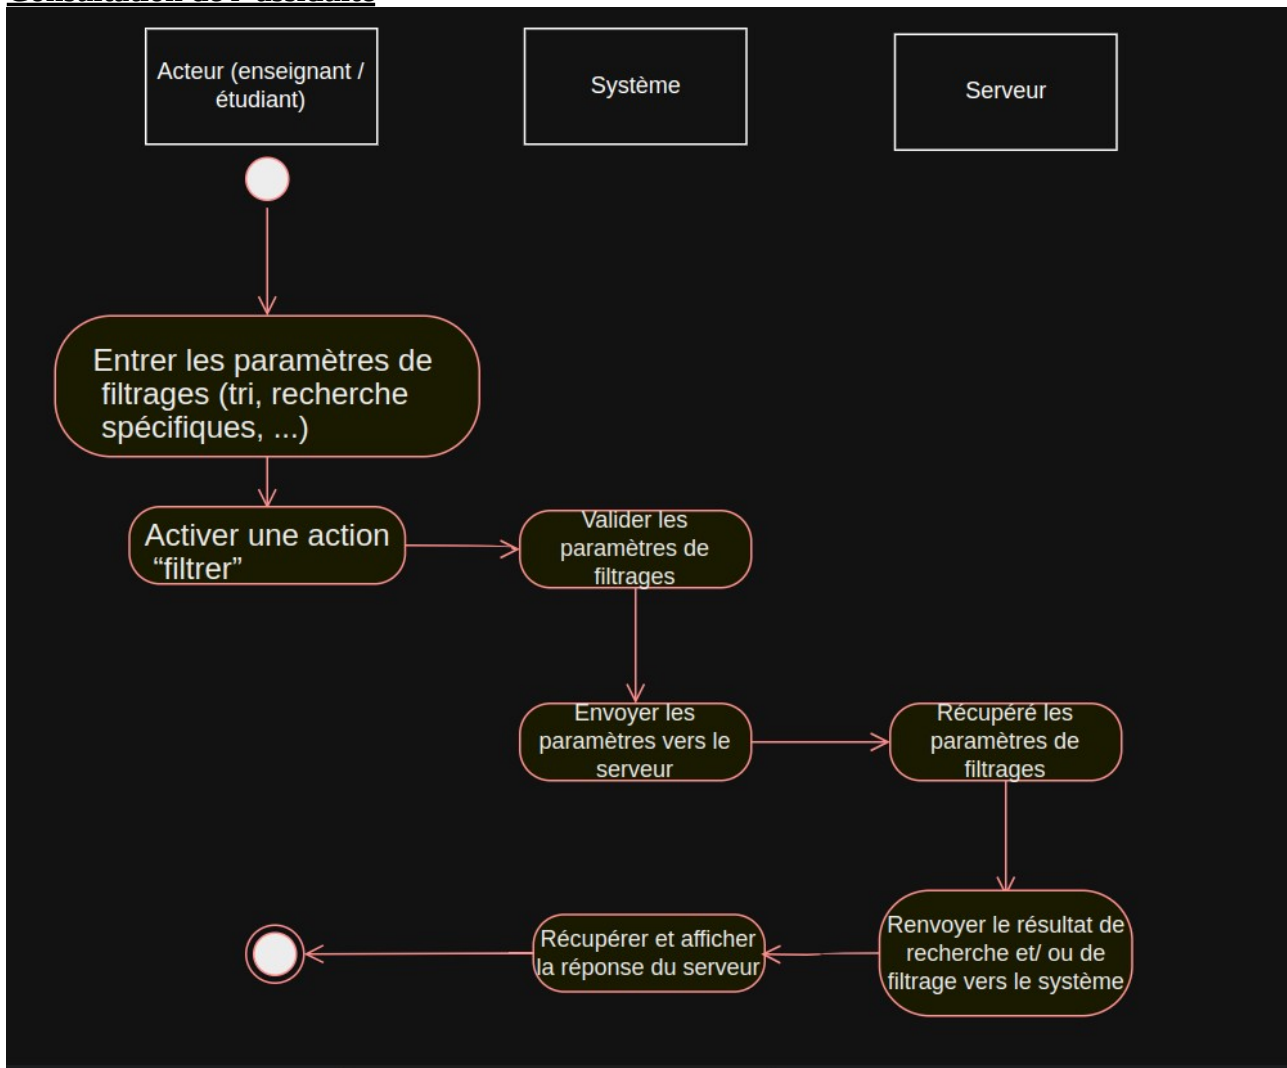 Consultation de l'assiduité
Acteur (enseignant /
étudiant)
Système
Serveur
Entrer les paramètres de
filtrages (tri, recherche
spécifiques, ...)
Activer une action
“filtrer”
Valider les
paramètres de
filtrages
Envoyer les
paramètres vers le
serveur
Récupéré les
paramètres de
filtrages
Renvoyer le résultat de
recherche et/ ou de
filtrage vers le système
Récupérer et afficher
la réponse du serveur